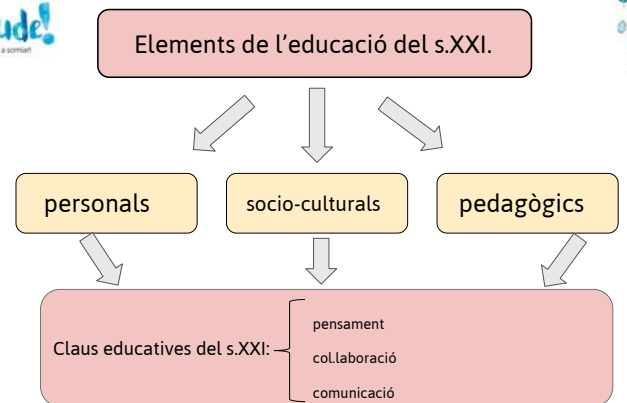 ude!
a somiar!
Elements de l'educació del s.XXI.
personals
socio-culturals
pedagògics
Claus educatives del s.XXI:
pensament
col.laboració
comunicació